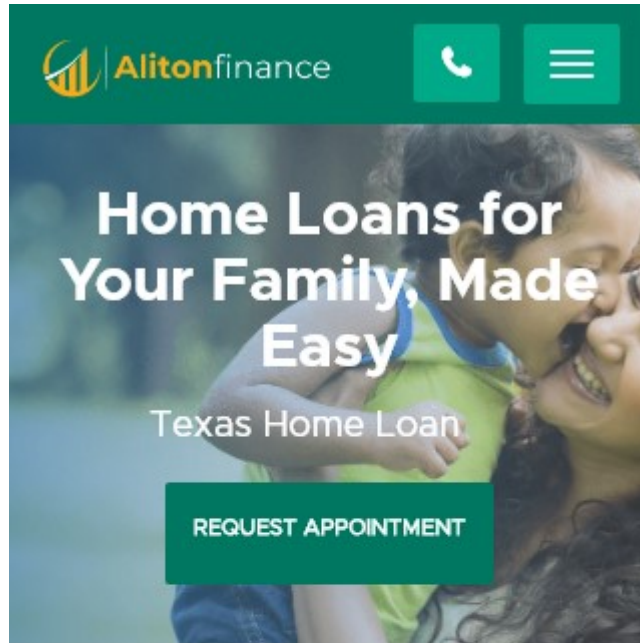 Alitonfinance
Home Loans for
Your Family, Made
Easy
Texas Home Loan
REQUEST APPOINTMENT